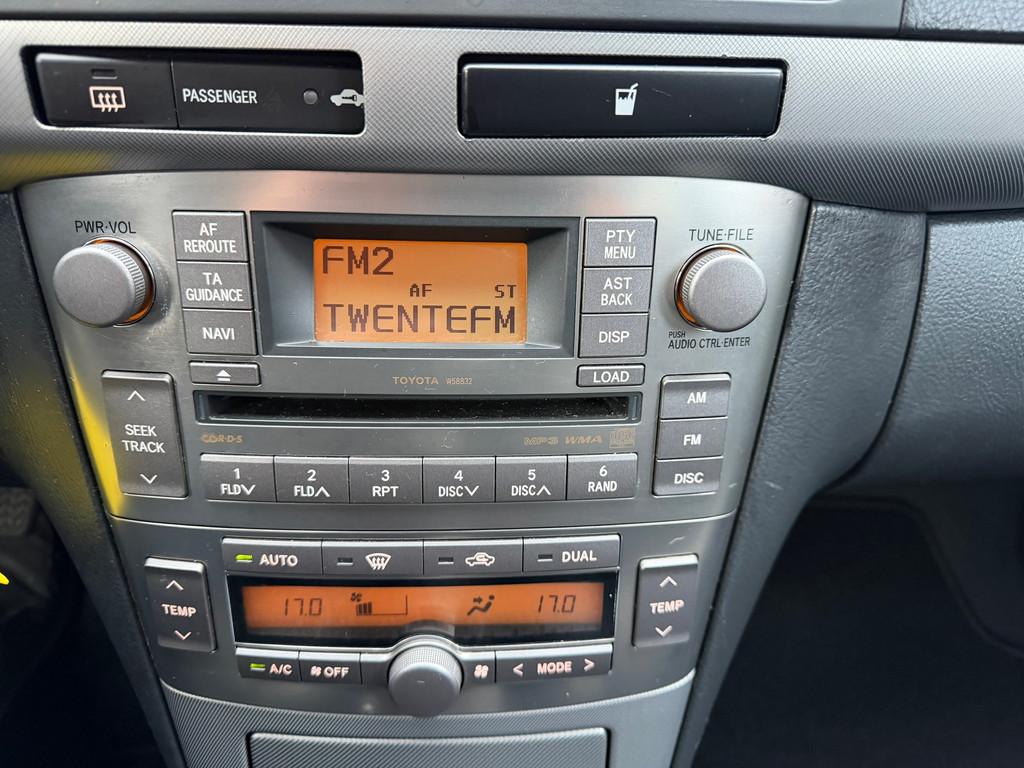 PASSENGER
PWR·VOL
AF
REROUTE
TA
GUIDANCE
NAVI
FM2
AF ST
TWENTEFM
PTY
MENU
AST
BACK
DISP
TUNE·FILE
PUSH
AUDIO CTRL·ENTER
TOYOTA W58832
LOAD
SEEK
TRACK
AM
FM
DISC
R·D·S
MP3 WMA
1
FLD
2
FLD
3
RPT
4
DISC
5
DISC
6
RAND
AUTO
DUAL
TEMP
17.0 17.0
TEMP
A/C
OFF
< MODE >